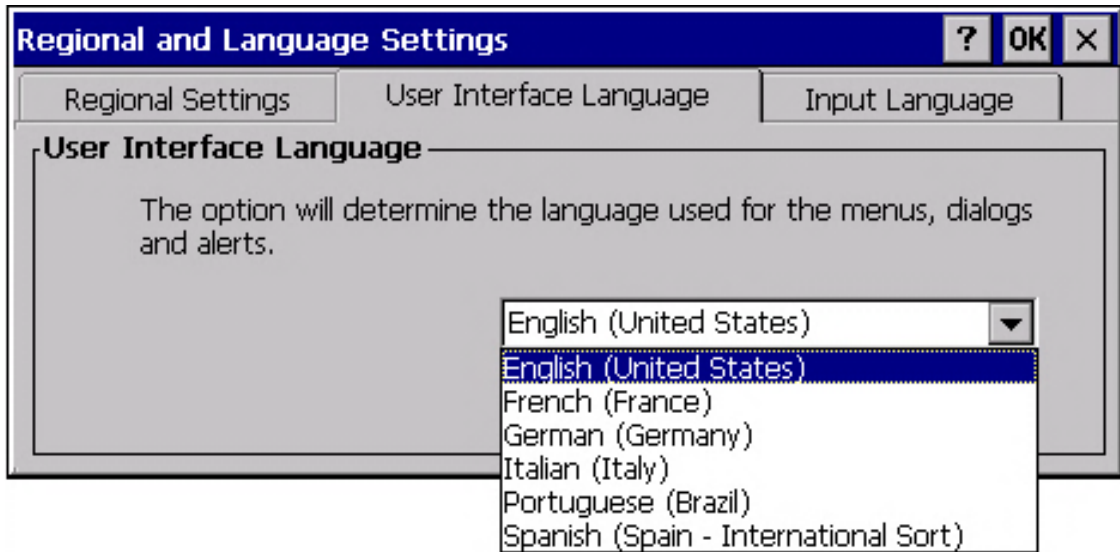 Regional and Language Settings ? OK ×
Regional Settings User Interface Language Input Language
User Interface Language
The option will determine the language used for the menus, dialogs
and alerts.
English (United States)
English (United States)
French (France)
German (Germany)
Italian (Italy)
Portuguese (Brazil)
Spanish (Spain - International Sort)